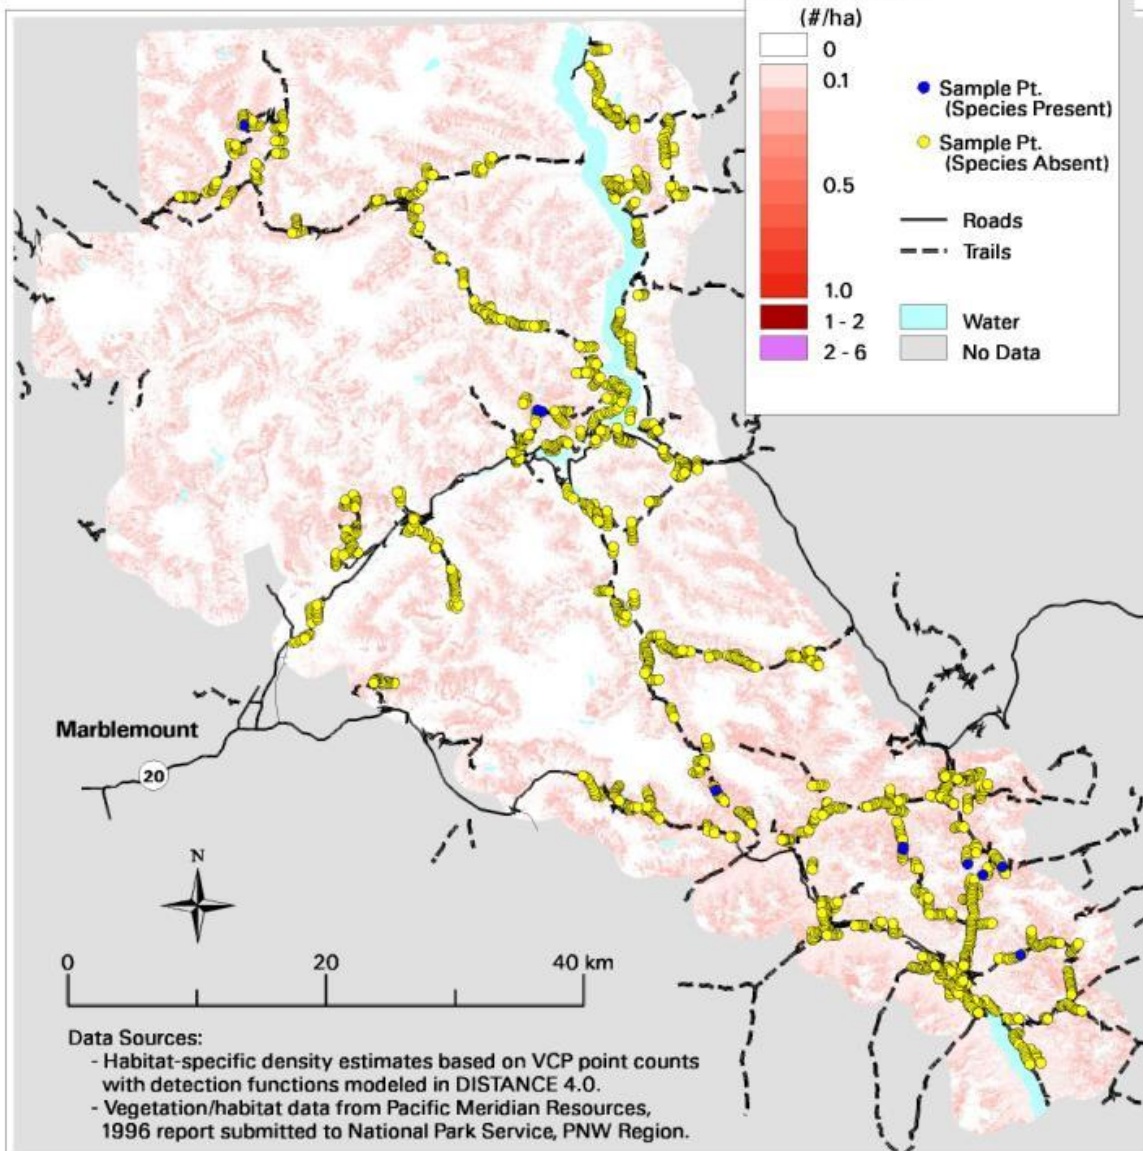 (#/ha)
0
0.1
0.5
1.0
1 - 2
2 - 6
Sample Pt.
(Species Present)
Sample Pt.
(Species Absent)
Roads
Trails
Water
No Data
Marblemount
20
N
0 20 40 km
Data Sources:
- Habitat-specific density estimates based on VCP point counts
with detection functions modeled in DISTANCE 4.0.
- Vegetation/habitat data from Pacific Meridian Resources,
1996 report submitted to National Park Service, PNW Region.